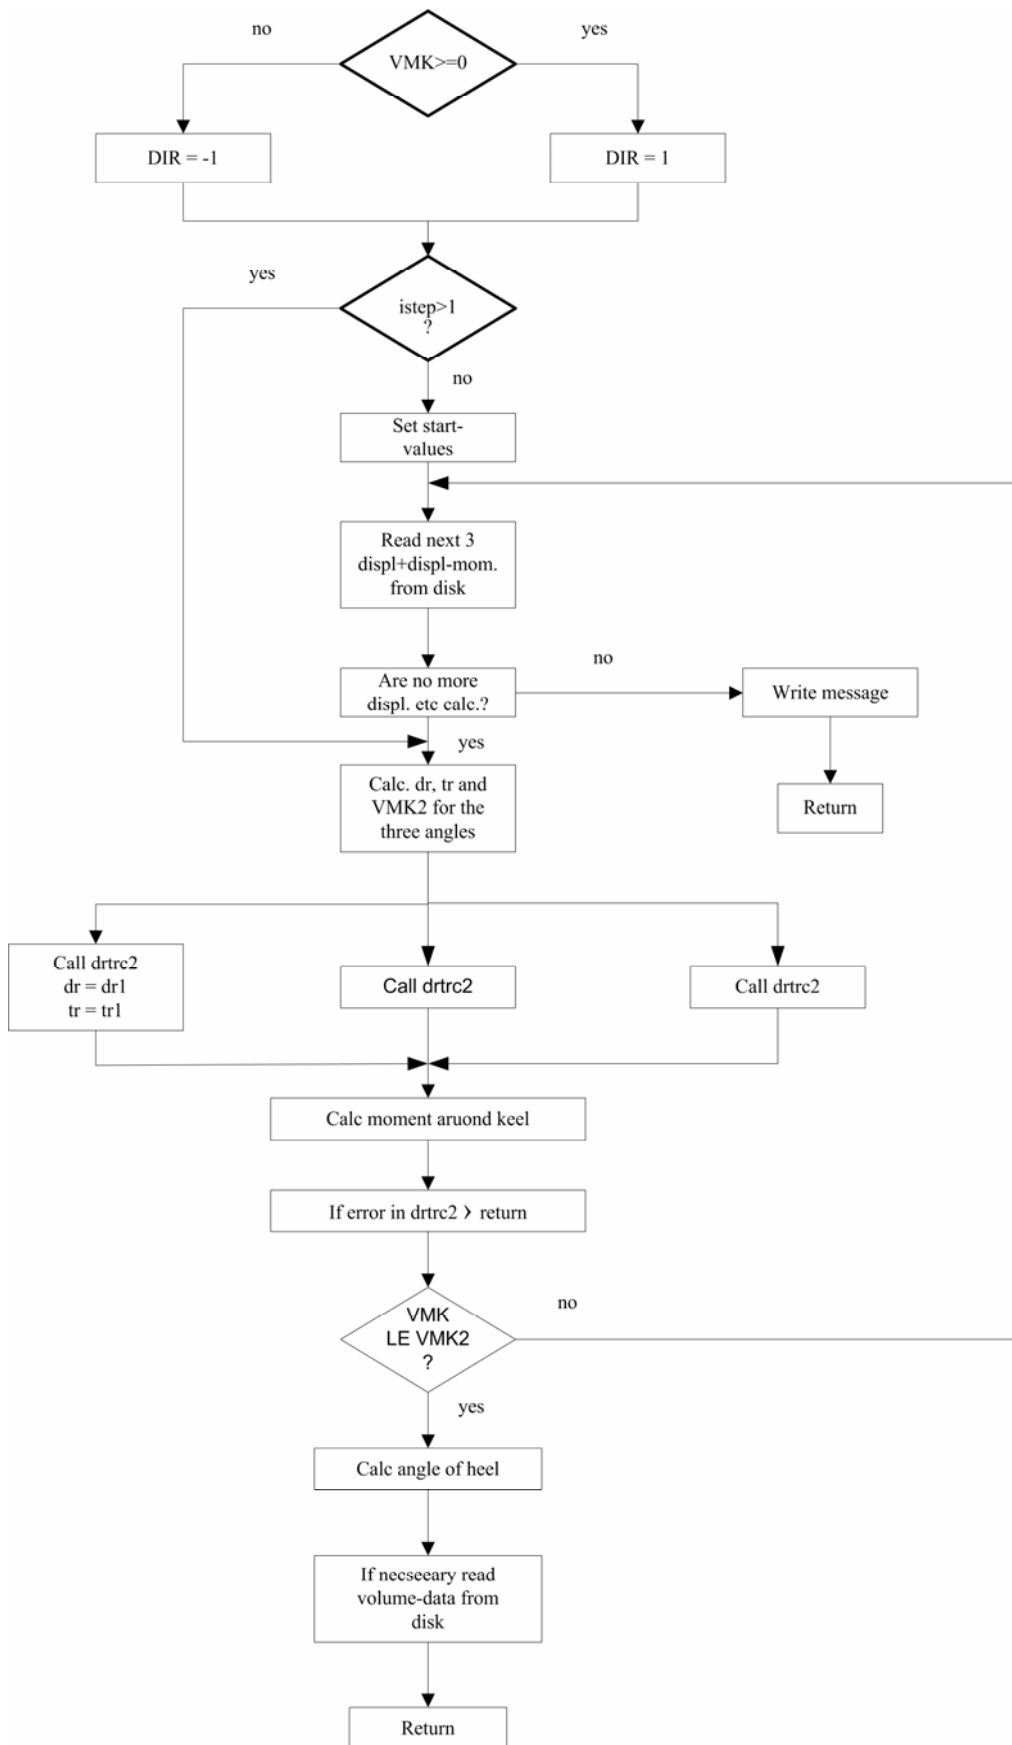 no
yes
VMK>=0
DIR = -1
DIR = 1
yes
istep>1
?
no
Set start-
values
Read next 3
displ+displ-mom.
from disk
no
Are no more
displ. etc calc.?
Write message
yes
Calc. dr, tr and
VMK2 for the
three angles
Return
Call drtrc2
dr = dr1
tr = tr1
Call drtrc2
Call drtrc2
Calc moment aruond keel
If error in drtrc2 > return
VMK
LE VMK2
?
no
yes
Calc angle of heel
If necseeary read
volume-data from
disk
Return